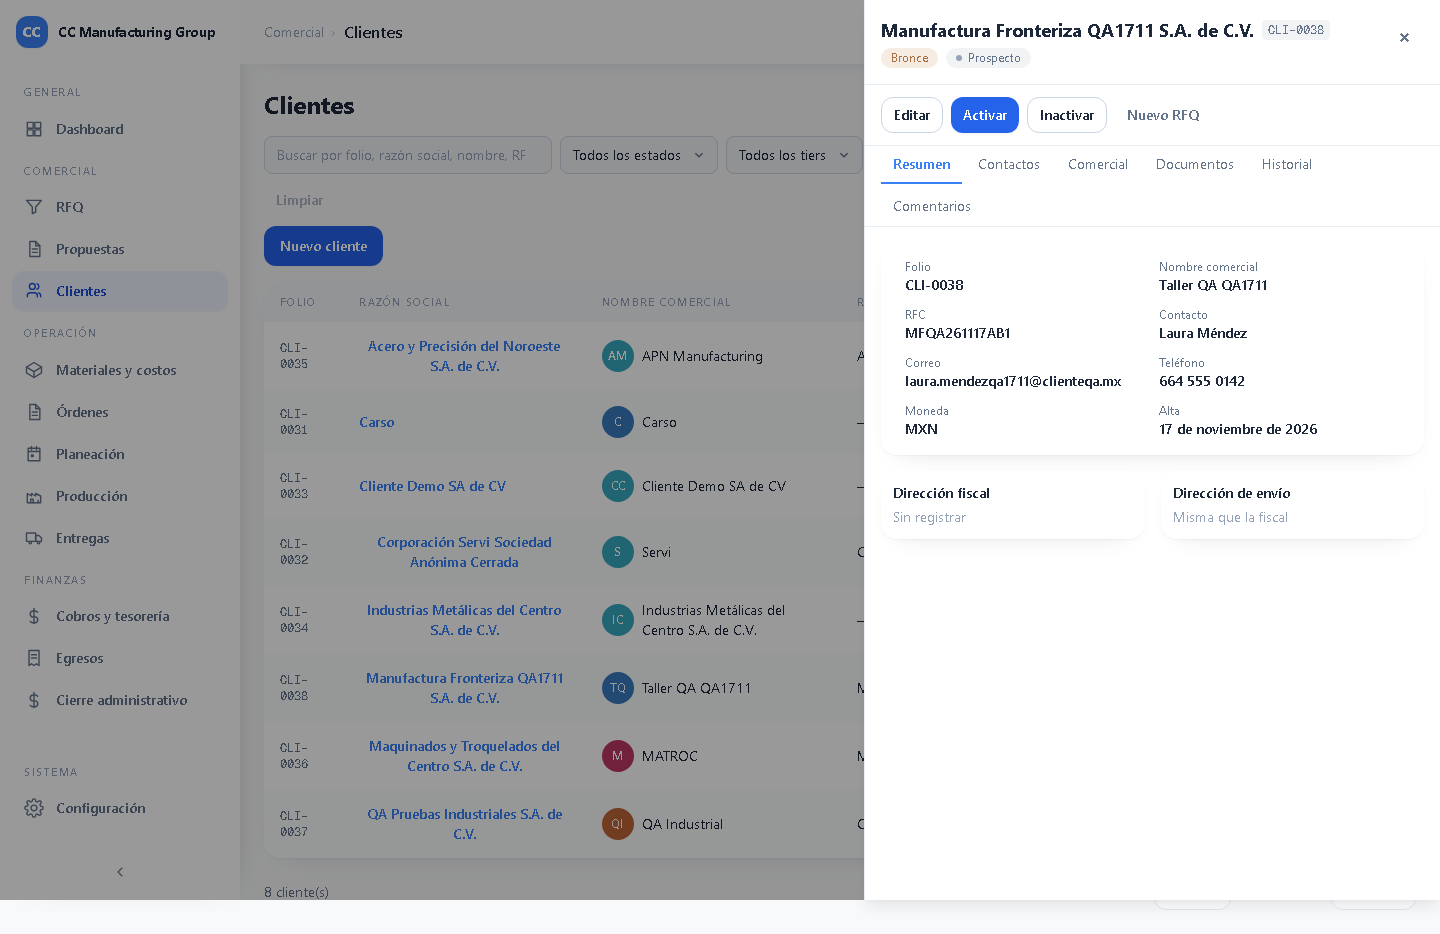 CC CC Manufacturing Group
GENERAL
Dashboard
COMERCIAL
RFQ
Propuestas
Clientes
OPERACIÓN
Materiales y costos
Órdenes
Planeación
Producción
Entregas
FINANZAS
Cobros y tesorería
Egresos
Cierre administrativo
SISTEMA
Configuración
Comercial › Clientes
Clientes
Buscar por folio, razón social, nombre, RF
Todos los estados
Todos los tiers
Limpiar
Nuevo cliente
FOLIO RAZÓN SOCIAL NOMBRE COMERCIAL
CLI-
0035
Acero y Precisión del Noroeste
S.A. de C.V.
AM APN Manufacturing
CLI-
0031
Carso
C Carso
—
CLI-
0033
Cliente Demo SA de CV
CC Cliente Demo SA de CV
—
CLI-
0032
Corporación Servi Sociedad
Anónima Cerrada
S Servi
CLI-
0034
Industrias Metálicas del Centro
S.A. de C.V.
IC Industrias Metálicas del
Centro S.A. de C.V.
—
CLI-
0038
Manufactura Fronteriza QA1711
S.A. de C.V.
TQ Taller QA QA1711
CLI-
0036
Maquinados y Troquelados del
Centro S.A. de C.V.
M MATROC
CLI-
0037
QA Pruebas Industriales S.A. de
C.V.
QI QA Industrial
8 cliente(s)
Manufactura Fronteriza QA1711 S.A. de C.V. CLI-0038
Bronce Prospecto
×
Editar Activar Inactivar Nuevo RFQ
Resumen Contactos Comercial Documentos Historial
Comentarios
Folio
CLI-0038
Nombre comercial
Taller QA QA1711
RFC
MFQA261117AB1
Contacto
Laura Méndez
Correo
laura.mendezqa1711@clienteqa.mx
Teléfono
664 555 0142
Moneda
MXN
Alta
17 de noviembre de 2026
Dirección fiscal
Sin registrar
Dirección de envío
Misma que la fiscal